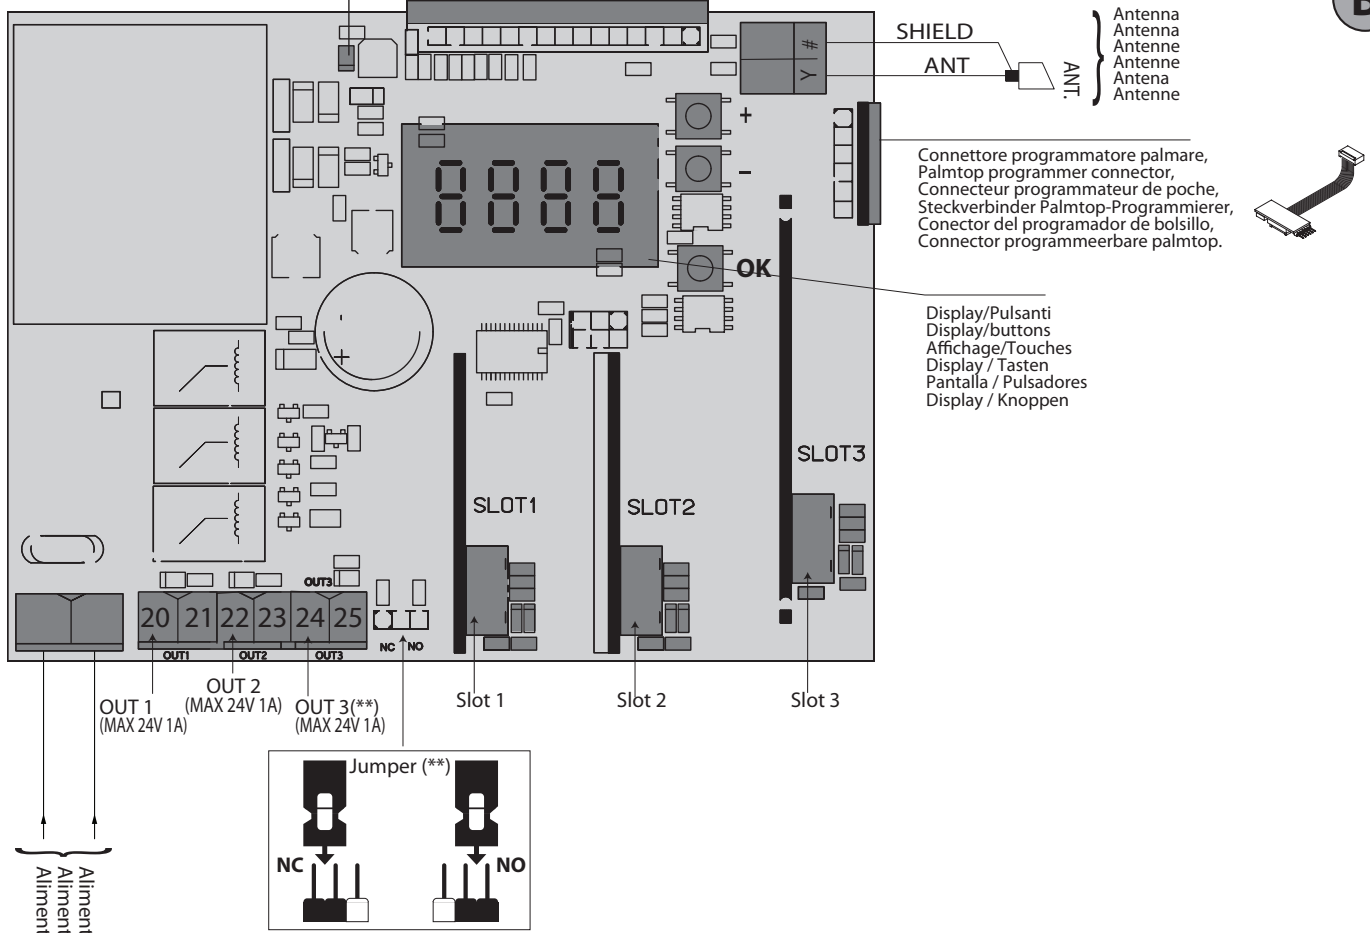 SHIELD
ANT
#
Y
ANT.
Antenna
Antenna
Antenne
Antenne
Antena
Antenne
+
-
OK
Connettore programmatore palmare,
Palmtop programmer connector,
Connecteur programmateur de poche,
Steckverbinder Palmtop-Programmierer,
Conector del programador de bolsillo,
Connector programmeerbare palmtop.
8888
Display/Pulsanti
Display/buttons
Affichage/Touches
Display / Tasten
Pantalla / Pulsadores
Display / Knoppen
- +
SLOT1
SLOT2
SLOT3
OUT3
20 21 22 23 24 25
OUT1 OUT2 OUT3
NC NO
OUT 1
(MAX 24V 1A)
OUT 2
(MAX 24V 1A)
OUT 3(**)
(MAX 24V 1A)
Slot 1
Slot 2
Slot 3
Jumper (**)
NC
NO